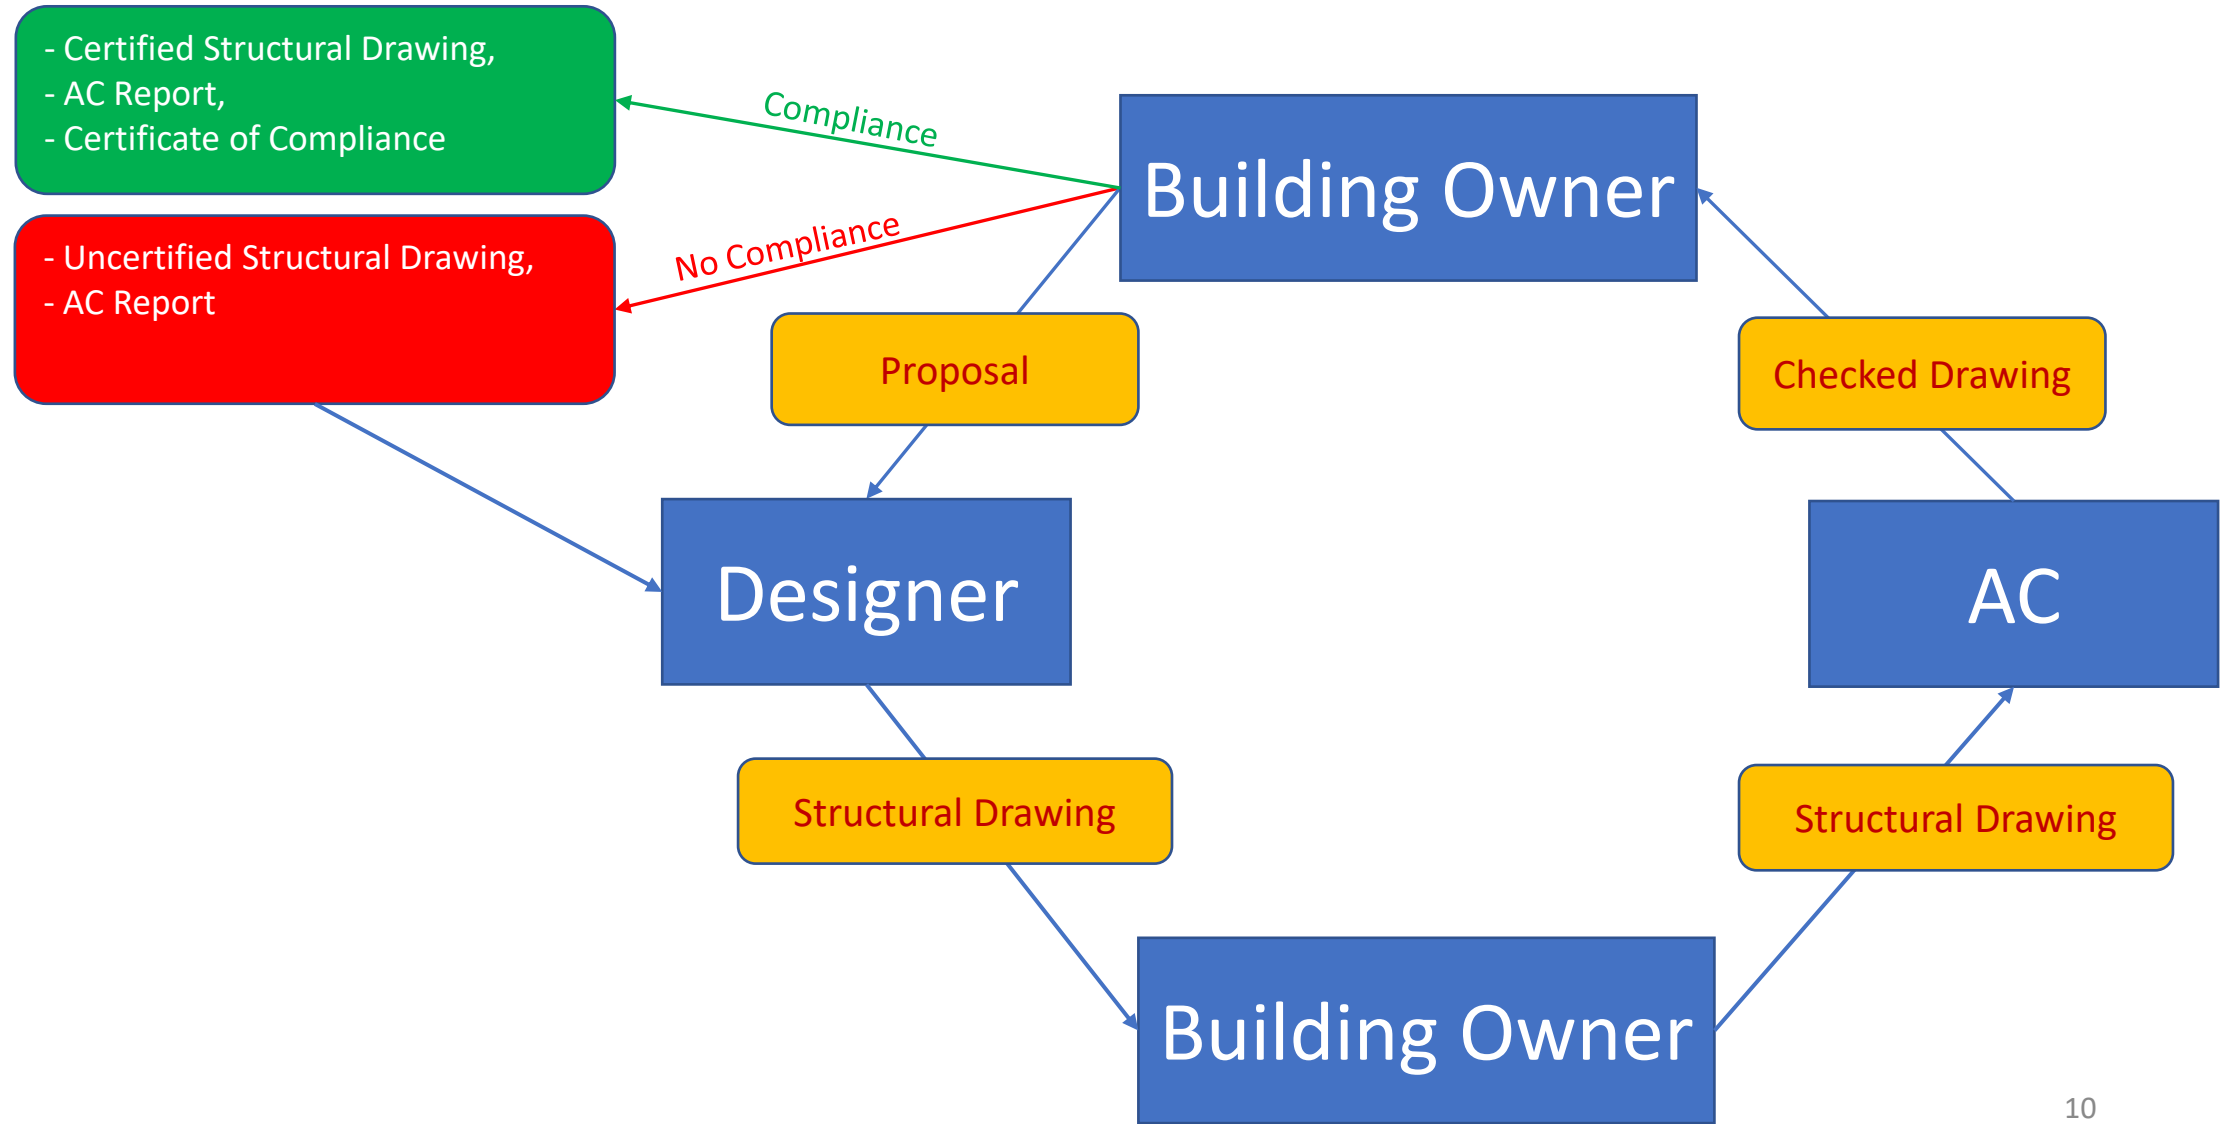 - Certified Structural Drawing,
- AC Report,
- Certificate of Compliance
Compliance
Building Owner
- Uncertified Structural Drawing,
- AC Report
No Compliance
Proposal
Checked Drawing
Designer
AC
Structural Drawing
Structural Drawing
Building Owner
10